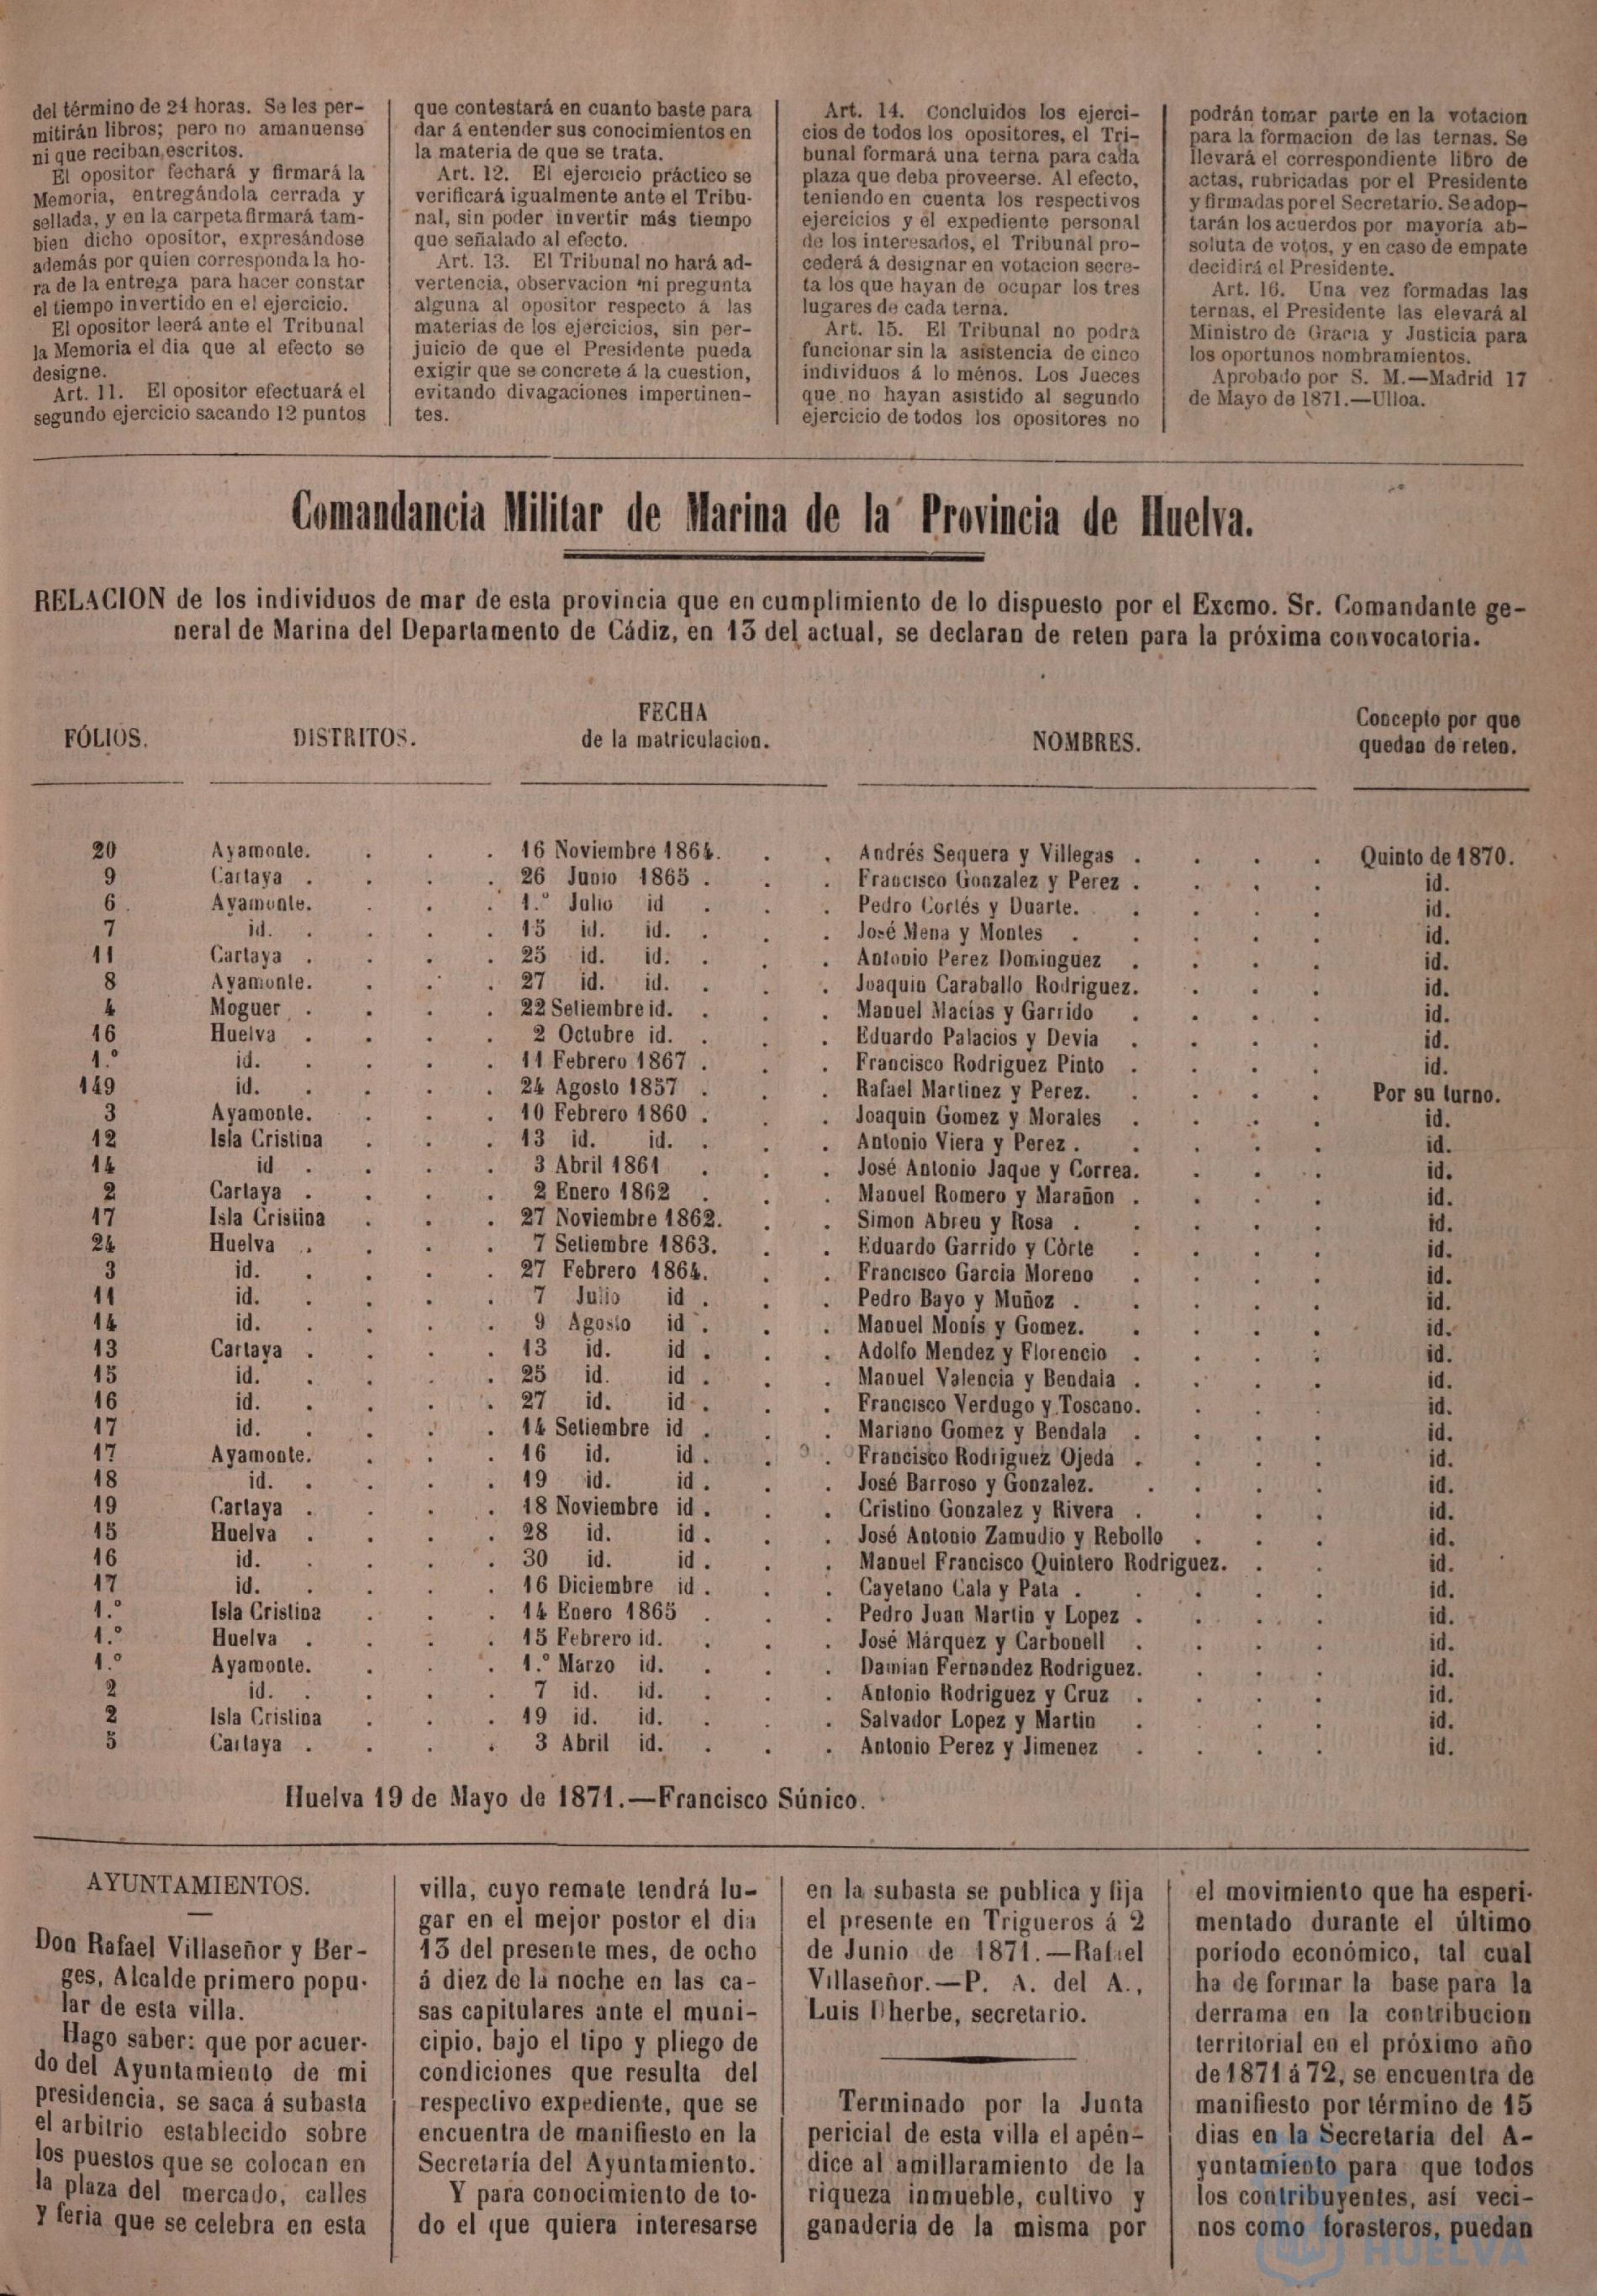 del término de 24 horas. Se les per-
mitirán libros; pero no amanuense
ni que reciban escritos.
El opositor fechará y firmará la
Memoria, entregándola cerrada y
sellada, y en la carpeta firmará tam-
bien dicho opositor, expresándose
además por quien corresponda la ho-
ra de la entrega para hacer constar
el tiempo invertido en el ejercicio.
El opositor leerá ante el Tribunal
la Memoria el dia que al efecto se
designe.
Art. 11. El opositor efectuará el
segundo ejercicio sacando 12 puntos
que contestará en cuanto baste para
dar á entender sus conocimientos en
la materia de que se trata.
Art. 12. El ejercicio práctico se
verificará igualmente ante el Tribu-
nal, sin poder invertir más tiempo
que señalado al efecto.
Art. 13. El Tribunal no hará ad-
vertencia, observacion ni pregunta
alguna al opositor respecto á las
materias de los ejercicios, sin per-
juicio de que el Presidente pueda
exigir que se concrete á la cuestion,
evitando divagaciones impertinen-
tes.
Art. 14. Concluidos los ejerci-
cios de todos los opositores, el Tri-
bunal formará una terna para cada
plaza que deba proveerse. Al efecto,
teniendo en cuenta los respectivos
ejercicios y el expediente personal
de los interesados, el Tribunal pro-
cederá á designar en votacion secre-
ta los que hayan de ocupar los tres
lugares de cada terna.
Art. 15. El Tribunal no podrá
funcionar sin la asistencia de cinco
individuos á lo ménos. Los Jueces
que no hayan asistido al segundo
ejercicio de todos los opositores no
podrán tomar parte en la votacion
para la formacion de las ternas. Se
llevará el correspondiente libro de
actas, rubricadas por el Presidente
y firmadas por el Secretario. Se adop-
tarán los acuerdos por mayoría ab-
soluta de votos, y en caso de empate
decidirá el Presidente.
Art. 16. Una vez formadas las
ternas, el Presidente las elevará al
Ministro de Gracia y Justicia para
los oportunos nombramientos.
Aprobado por S. M.—Madrid 17
de Mayo de 1871.—Ulloa.
Comandancia Militar de Marina de la Provincia de Huelva.
RELACION de los individuos de mar de esta provincia que en cumplimiento de lo dispuesto por el Excmo. Sr. Comandante ge-
neral de Marina del Departamento de Cádiz, en 13 del actual, se declaran de reten para la próxima convocatoria.
FÓLIOS. DISTRITOS. FECHA de la matriculacion. NOMBRES. Concepto por que quedan de reten.
20 Ayamonte. 16 Noviembre 1864. Andrés Sequera y Villegas . Quinto de 1870.
9 Cartaya . 26 Junio 1865 . Francisco Gonzalez y Perez . id.
6 Ayamonte. 1.º Julio id . Pedro Cortés y Duarte. id.
7 id. 15 id. id. José Mena y Montes . id.
11 Cartaya . 25 id. id. Antonio Perez Dominguez . id.
8 Ayamonte. 27 id. id. Joaquin Caraballo Rodriguez. id.
4 Moguer . 22 Setiembre id. Manuel Macías y Garrido . id.
16 Huelva . 2 Octubre id. Eduardo Palacios y Devia . id.
1.º id. 11 Febrero 1867 . Francisco Rodriguez Pinto . id.
149 id. 24 Agosto 1857 . Rafael Martinez y Perez. Por su turno.
3 Ayamonte. 10 Febrero 1860 . Joaquin Gomez y Morales . id.
12 Isla Cristina . 13 id. id. Antonio Viera y Perez . id.
14 id . 3 Abril 1861 . José Antonio Jaque y Correa. id.
2 Cartaya . 2 Enero 1862 . Manuel Romero y Marañon . id.
17 Isla Cristina . 27 Noviembre 1862. Simon Abreu y Rosa . id.
24 Huelva . 7 Setiembre 1863. Eduardo Garrido y Córte . id.
3 id. 27 Febrero 1864. Francisco Garcia Moreno . id.
11 id. 7 Julio id . Pedro Bayo y Muñoz . id.
14 id. 9 Agosto id . Manuel Monís y Gomez. id.
13 Cartaya . 13 id. id . Adolfo Mendez y Florencio . id.
15 id. 25 id. id . Manuel Valencia y Bendala . id.
16 id. 27 id. id . Francisco Verdugo y Toscano. id.
17 id. 14 Setiembre id . Mariano Gomez y Bendala . id.
17 Ayamonte. 16 id. id . Francisco Rodriguez Ojeda . id.
18 id. 19 id. id . José Barroso y Gonzalez. id.
19 Cartaya . 18 Noviembre id . Cristino Gonzalez y Rivera . id.
15 Huelva . 28 id. id . José Antonio Zamudio y Rebollo . id.
16 id. 30 id. id . Manuel Francisco Quintero Rodriguez. id.
17 id. 16 Diciembre id . Cayetano Cala y Pata . id.
1.º Isla Cristina . 14 Enero 1865 . Pedro Juan Martin y Lopez . id.
1.º Huelva . 15 Febrero id. José Márquez y Carbonell . id.
1.º Ayamonte. 1.º Marzo id. Damian Fernandez Rodriguez. id.
2 id. 7 id. id. Antonio Rodriguez y Cruz . id.
2 Isla Cristina . 19 id. id. Salvador Lopez y Martin . id.
5 Cartaya . 3 Abril id. Antonio Perez y Jimenez . id.
Huelva 19 de Mayo de 1871.—Francisco Súnico.
AYUNTAMIENTOS.
Don Rafael Villaseñor y Ber-
ges, Alcalde primero popu-
lar de esta villa.
Hago saber: que por acuer-
do del Ayuntamiento de mi
presidencia, se saca á subasta
el arbitrio establecido sobre
los puestos que se colocan en
la plaza del mercado, calles
y feria que se celebra en esta
villa, cuyo remate tendrá lu-
gar en el mejor postor el dia
13 del presente mes, de ocho
á diez de la noche en las ca-
sas capitulares ante el muni-
cipio, bajo el tipo y pliego de
condiciones que resulta del
respectivo expediente, que se
encuentra de manifiesto en la
Secretaría del Ayuntamiento.
Y para conocimiento de to-
do el que quiera interesarse
en la subasta se publica y fija
el presente en Trigueros á 2
de Junio de 1871.—Rafael
Villaseñor.—P. A. del A.,
Luis Dherbe, secretario.
Terminado por la Junta
pericial de esta villa el apén-
dice al amillaramiento de la
riqueza inmueble, cultivo y
ganadería de la misma por
el movimiento que ha esperi-
mentado durante el último
poríodo económico, tal cual
ha de formar la base para la
derrama en la contribucion
territorial en el próximo año
de 1871 á 72, se encuentra de
manifiesto por término de 15
dias en la Secretaría del A-
yuntamiento para que todos
los contribuyentes, así veci-
nos como forasteros, puedan
HUELVA